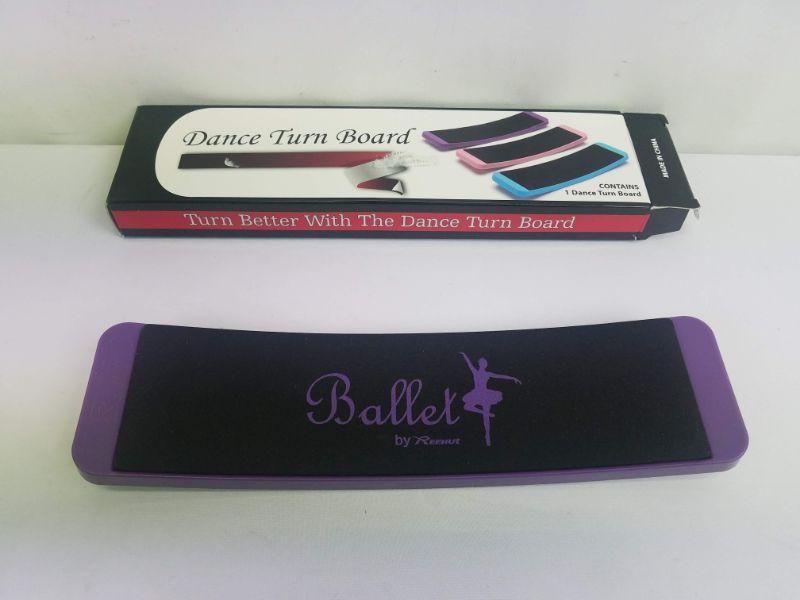 Dance Turn Board
CONTAINS
1 Dance Turn Board
MADE IN CHINA
Turn Better With The Dance Turn Board
Ballet
by REEHUT